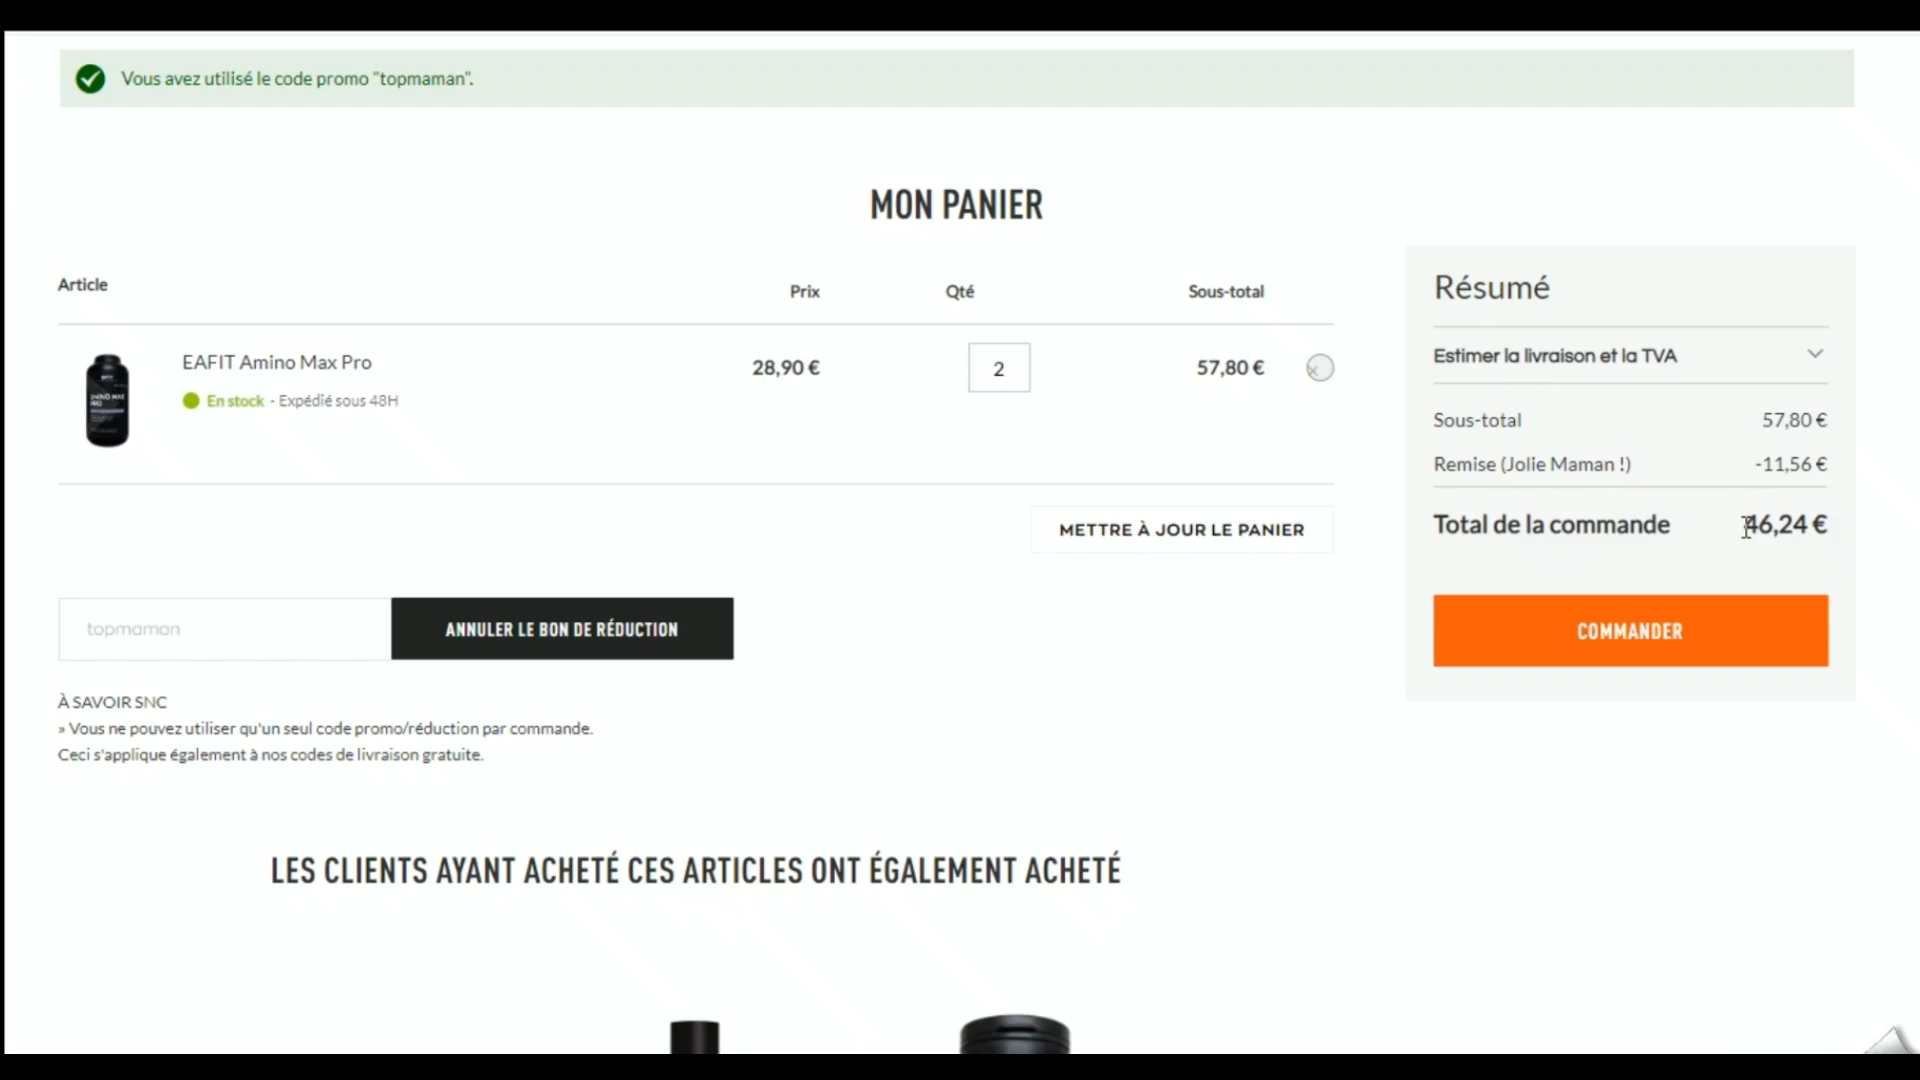 Vous avez utilisé le code promo "topmaman".
MON PANIER
Article Prix Qté Sous-total
EAFIT Amino Max Pro 28,90 € 2 57,80 €
En stock - Expédié sous 48H
METTRE À JOUR LE PANIER
topmaman ANNULER LE BON DE RÉDUCTION
À SAVOIR SNC
» Vous ne pouvez utiliser qu'un seul code promo/réduction par commande.
Ceci s'applique également à nos codes de livraison gratuite.
Résumé
Estimer la livraison et la TVA
Sous-total 57,80 €
Remise (Jolie Maman !) -11,56 €
Total de la commande 46,24 €
COMMANDER
LES CLIENTS AYANT ACHETÉ CES ARTICLES ONT ÉGALEMENT ACHETÉ